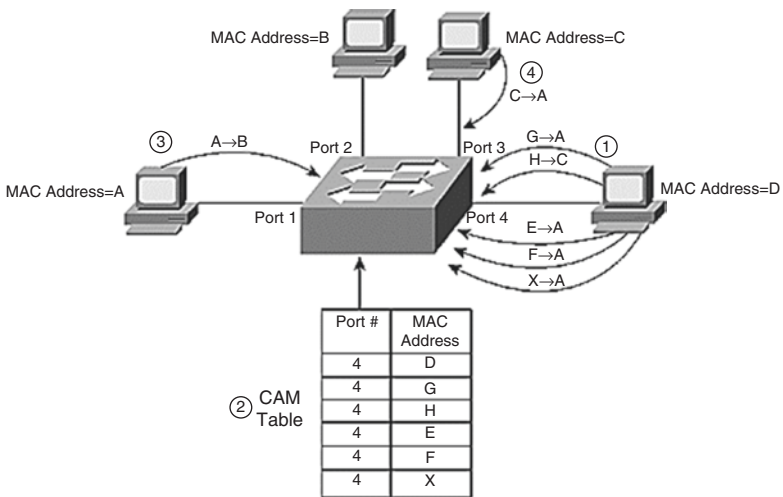 MAC Address=B
MAC Address=C
④
C→A
③
A→B
Port 2
Port 3
G→A
①
H→C
MAC Address=A
MAC Address=D
Port 1
Port 4
E→A
F→A
X→A
Port # MAC Address
4 D
4 G
② CAM Table
4 H
4 E
4 F
4 X